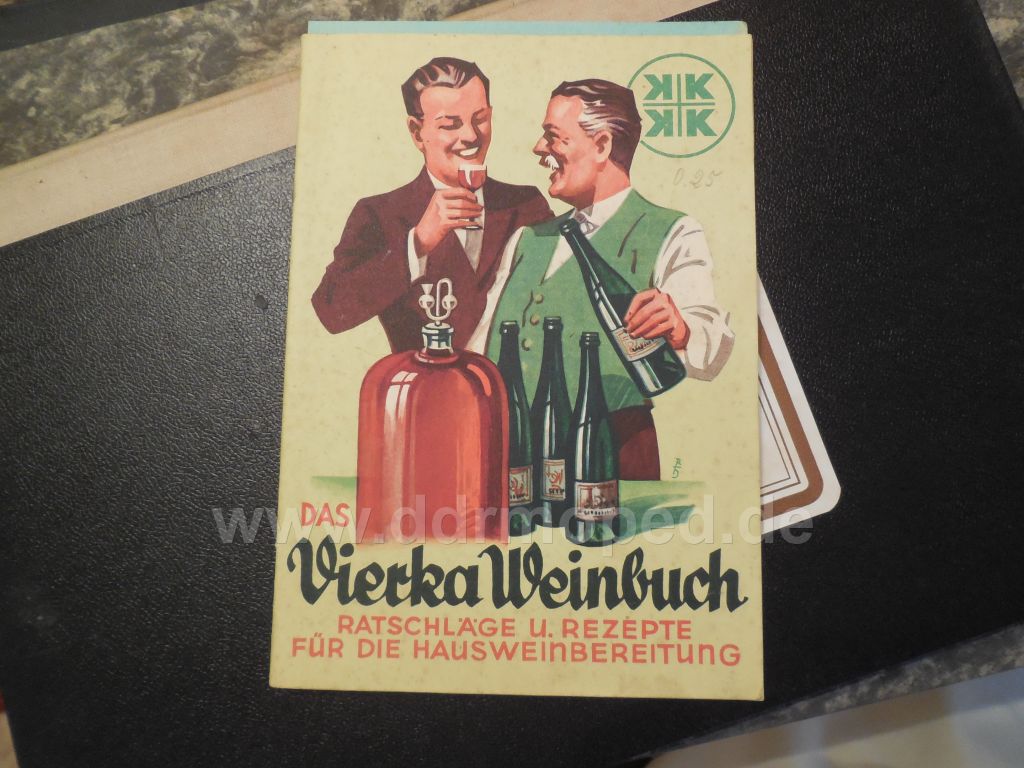 K K
K K
0.25
DAS
Vierka Weinbuch
RATSCHLÄGE U. REZEPTE
FÜR DIE HAUSWEINBEREITUNG
www.ddrmoped.de